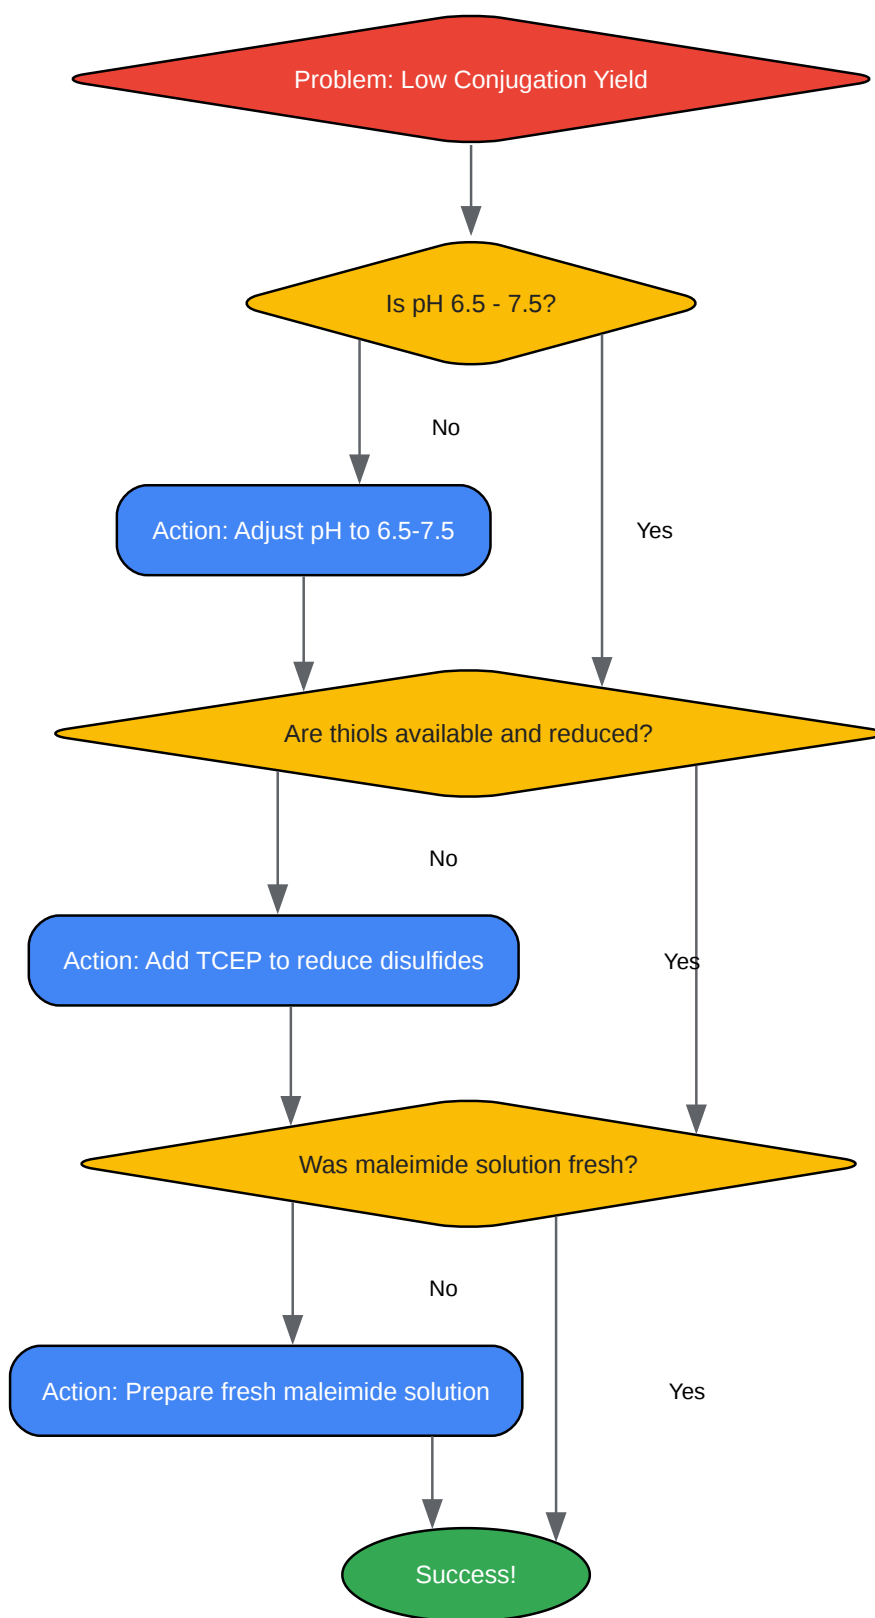 Problem: Low Conjugation Yield
Is pH 6.5 - 7.5?
No
Action: Adjust pH to 6.5-7.5
Yes
Are thiols available and reduced?
No
Action: Add TCEP to reduce disulfides
Yes
Was maleimide solution fresh?
No
Action: Prepare fresh maleimide solution
Yes
Success!